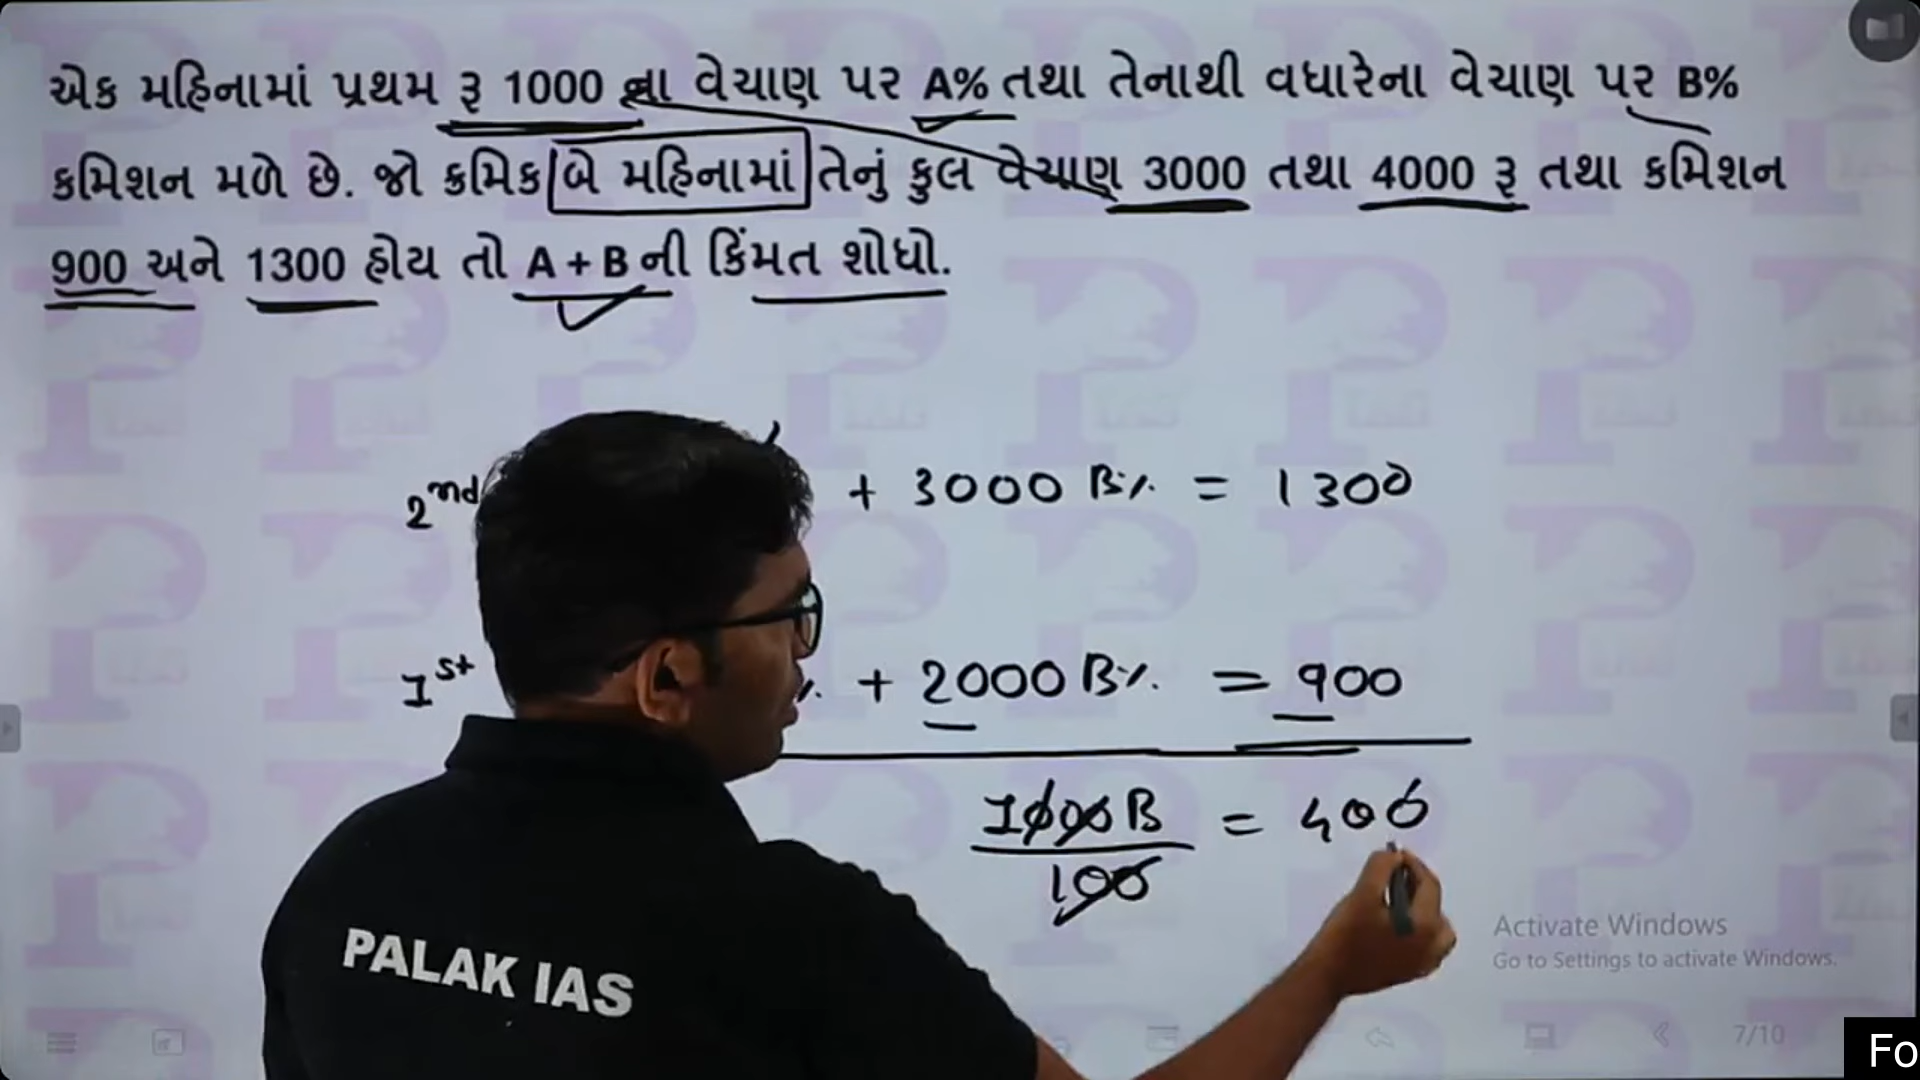 એક મહિનામાં પ્રથમ રૂ 1000 ના વેચાણ પર A% તથા તેનાથી વધારેના વેચાણ પર B%
કમિશન મળે છે. જો ક્રમિક બે મહિનામાં તેનું કુલ વેચાણ 3000 તથા 4000 રૂ તથા કમિશન
900 અને 1300 હોય તો A + B ની કિંમત શોધો.
2nd + 3000 B% = 1300
1st % + 2000 B% = 900
1000 B = 400
100
PALAK IAS
Activate Windows
Go to Settings to activate Windows.
7/10
Fo